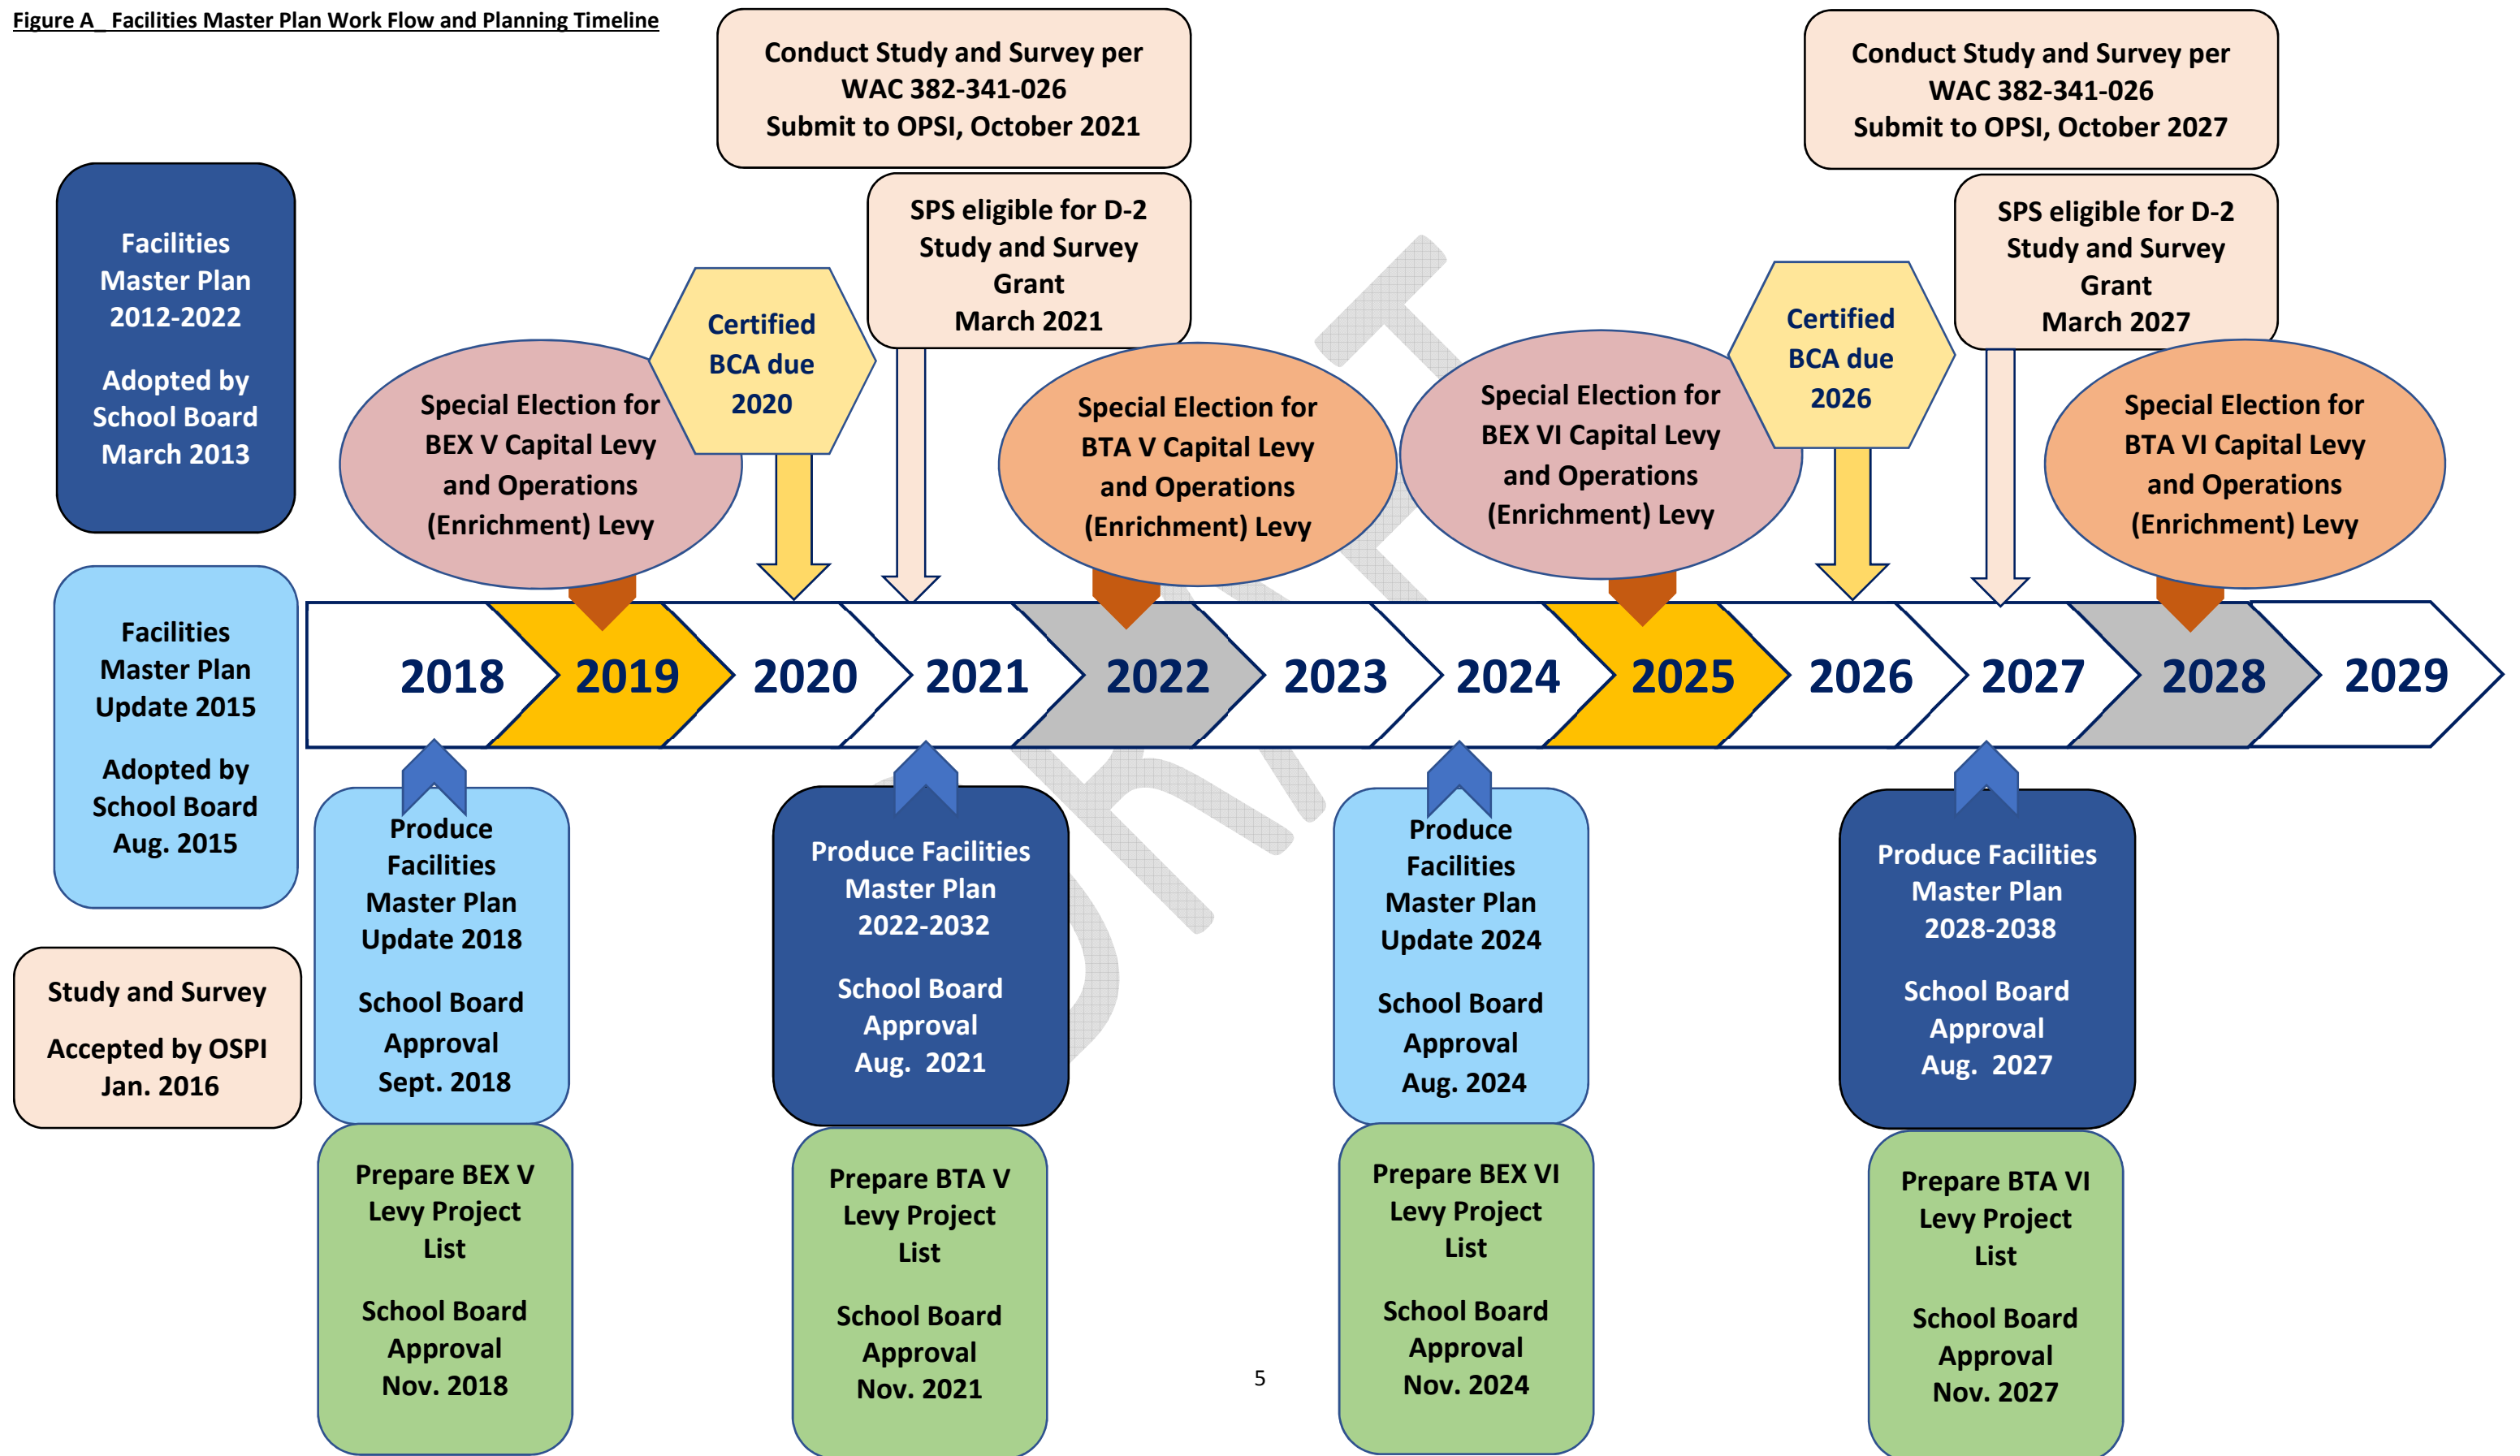 Figure A_ Facilities Master Plan Work Flow and Planning Timeline
Conduct Study and Survey per
WAC 382-341-026
Submit to OPSI, October 2021
Conduct Study and Survey per
WAC 382-341-026
Submit to OPSI, October 2027
SPS eligible for D-2
Study and Survey
Grant
March 2021
SPS eligible for D-2
Study and Survey
Grant
March 2027
Facilities
Master Plan
2012-2022
Adopted by
School Board
March 2013
Special Election for
BEX V Capital Levy
and Operations
(Enrichment) Levy
Certified
BCA due
2020
Special Election for
BTA V Capital Levy
and Operations
(Enrichment) Levy
Special Election for
BEX VI Capital Levy
and Operations
(Enrichment) Levy
Certified
BCA due
2026
Special Election for
BTA VI Capital Levy
and Operations
(Enrichment) Levy
Facilities
Master Plan
Update 2015
Adopted by
School Board
Aug. 2015
2018
2019
2020
2021
2022
2023
2024
2025
2026
2027
2028
2029
DRAFT
Study and Survey
Accepted by OSPI
Jan. 2016
Produce
Facilities
Master Plan
Update 2018
School Board
Approval
Sept. 2018
Produce Facilities
Master Plan
2022-2032
School Board
Approval
Aug. 2021
Produce
Facilities
Master Plan
Update 2024
School Board
Approval
Aug. 2024
Produce Facilities
Master Plan
2028-2038
School Board
Approval
Aug. 2027
Prepare BEX V
Levy Project
List
School Board
Approval
Nov. 2018
Prepare BTA V
Levy Project
List
School Board
Approval
Nov. 2021
Prepare BEX VI
Levy Project
List
School Board
Approval
Nov. 2024
Prepare BTA VI
Levy Project
List
School Board
Approval
Nov. 2027
5